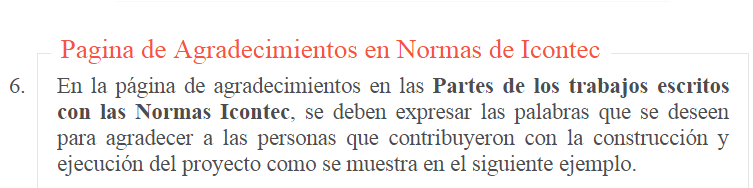 Pagina de Agradecimientos en Normas de Icontec
6. En la página de agradecimientos en las Partes de los trabajos escritos
con las Normas Icontec, se deben expresar las palabras que se deseen
para agradecer a las personas que contribuyeron con la construcción y
ejecución del proyecto como se muestra en el siguiente ejemplo.